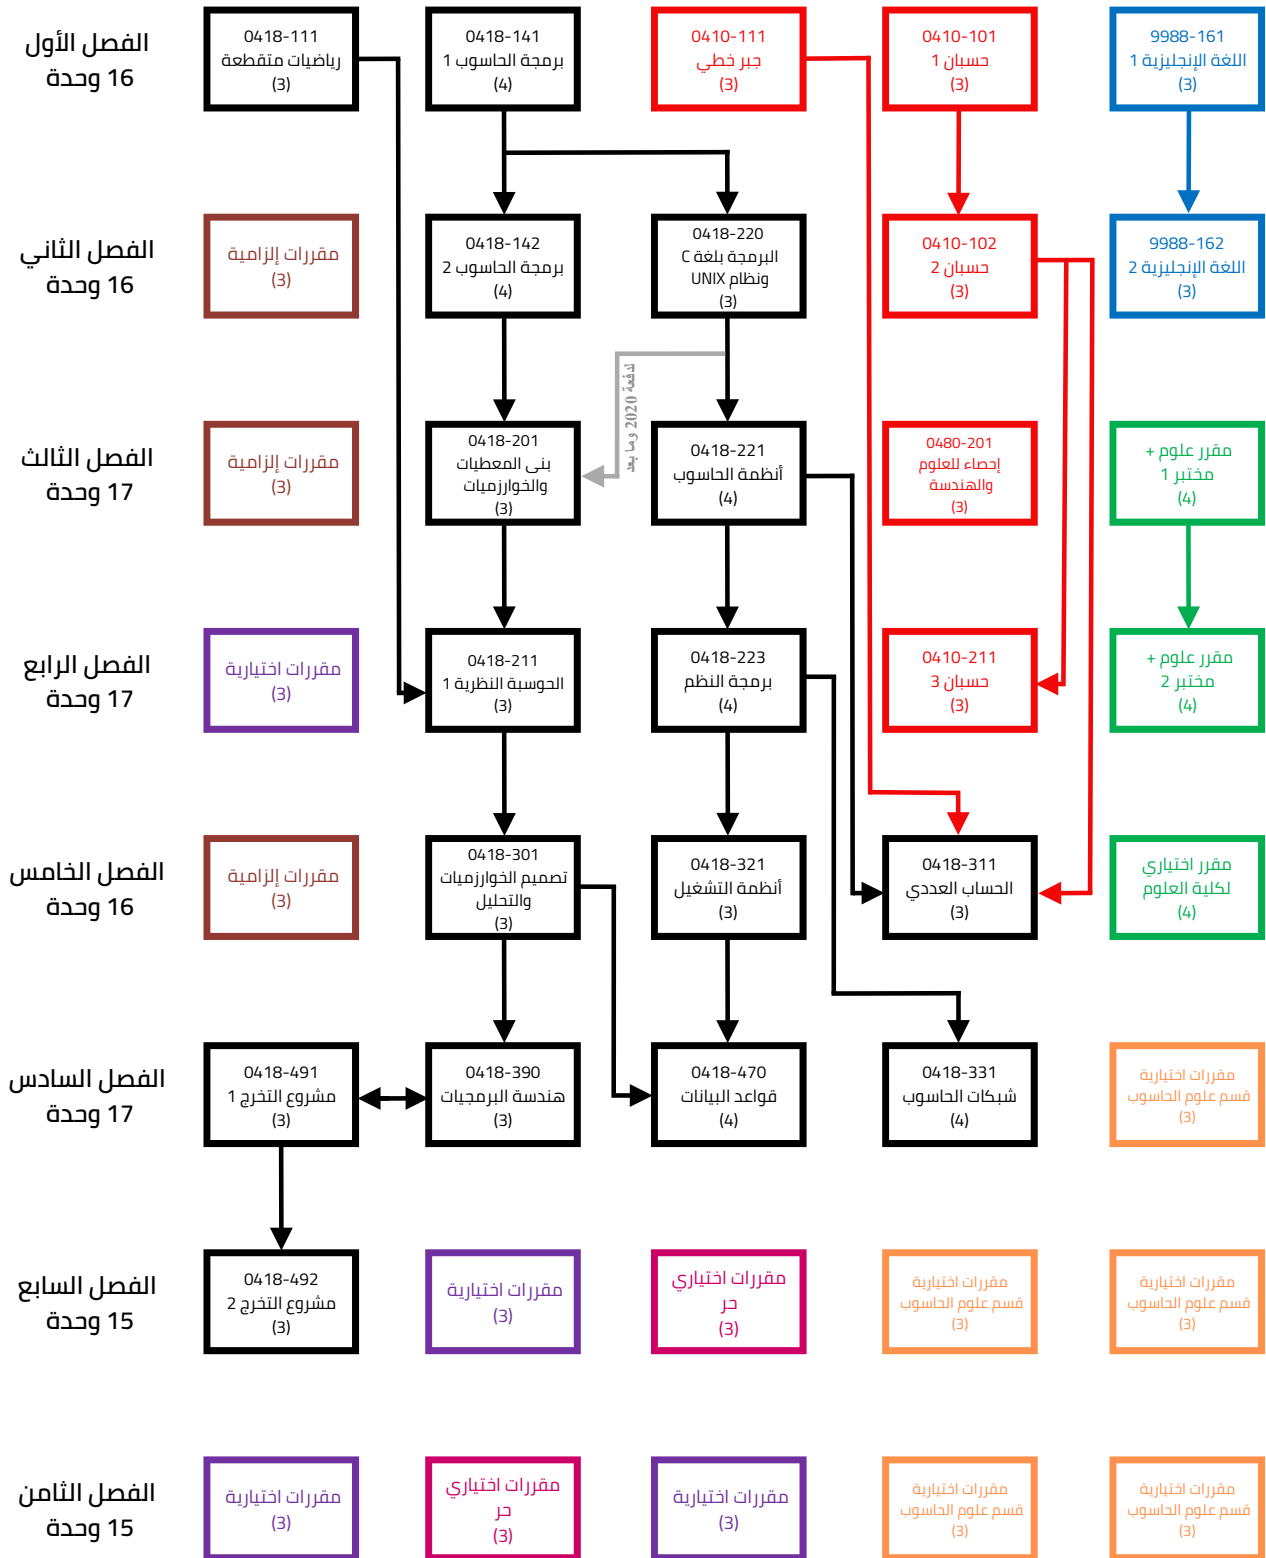 الفصل الأول
16 وحدة
0418-111
رياضيات متقطعة
(3)
0418-141
برمجة الحاسوب 1
(4)
0410-111
جبر خطي
(3)
0410-101
حسبان 1
(3)
9988-161
اللغة الإنجليزية 1
(3)
الفصل الثاني
16 وحدة
مقررات إلزامية
(3)
0418-142
برمجة الحاسوب 2
(4)
0418-220
البرمجة بلغة C
ونظام UNIX
(3)
0410-102
حسبان 2
(3)
9988-162
اللغة الإنجليزية 2
(3)
لدفعة 2020 وما بعد
الفصل الثالث
17 وحدة
مقررات إلزامية
(3)
0418-201
بنى المعطيات
والخوارزميات
(3)
0418-221
أنظمة الحاسوب
(4)
0480-201
إحصاء للعلوم
والهندسة
(3)
مقرر علوم +
مختبر 1
(4)
الفصل الرابع
17 وحدة
مقررات اختيارية
(3)
0418-211
الحوسبة النظرية 1
(3)
0418-223
برمجة النظم
(4)
0410-211
حسبان 3
(3)
مقرر علوم +
مختبر 2
(4)
الفصل الخامس
16 وحدة
مقررات إلزامية
(3)
0418-301
تصميم الخوارزميات
والتحليل
(3)
0418-321
أنظمة التشغيل
(3)
0418-311
الحساب العددي
(3)
مقرر اختياري
لكلية العلوم
(4)
الفصل السادس
17 وحدة
0418-491
مشروع التخرج 1
(3)
0418-390
هندسة البرمجيات
(3)
0418-470
قواعد البيانات
(4)
0418-331
شبكات الحاسوب
(4)
مقررات اختيارية
قسم علوم الحاسوب
(3)
الفصل السابع
15 وحدة
0418-492
مشروع التخرج 2
(3)
مقررات اختيارية
(3)
مقررات اختياري
حر
(3)
مقررات اختيارية
قسم علوم الحاسوب
(3)
مقررات اختيارية
قسم علوم الحاسوب
(3)
الفصل الثامن
15 وحدة
مقررات اختيارية
(3)
مقررات اختياري
حر
(3)
مقررات اختيارية
(3)
مقررات اختيارية
قسم علوم الحاسوب
(3)
مقررات اختيارية
قسم علوم الحاسوب
(3)